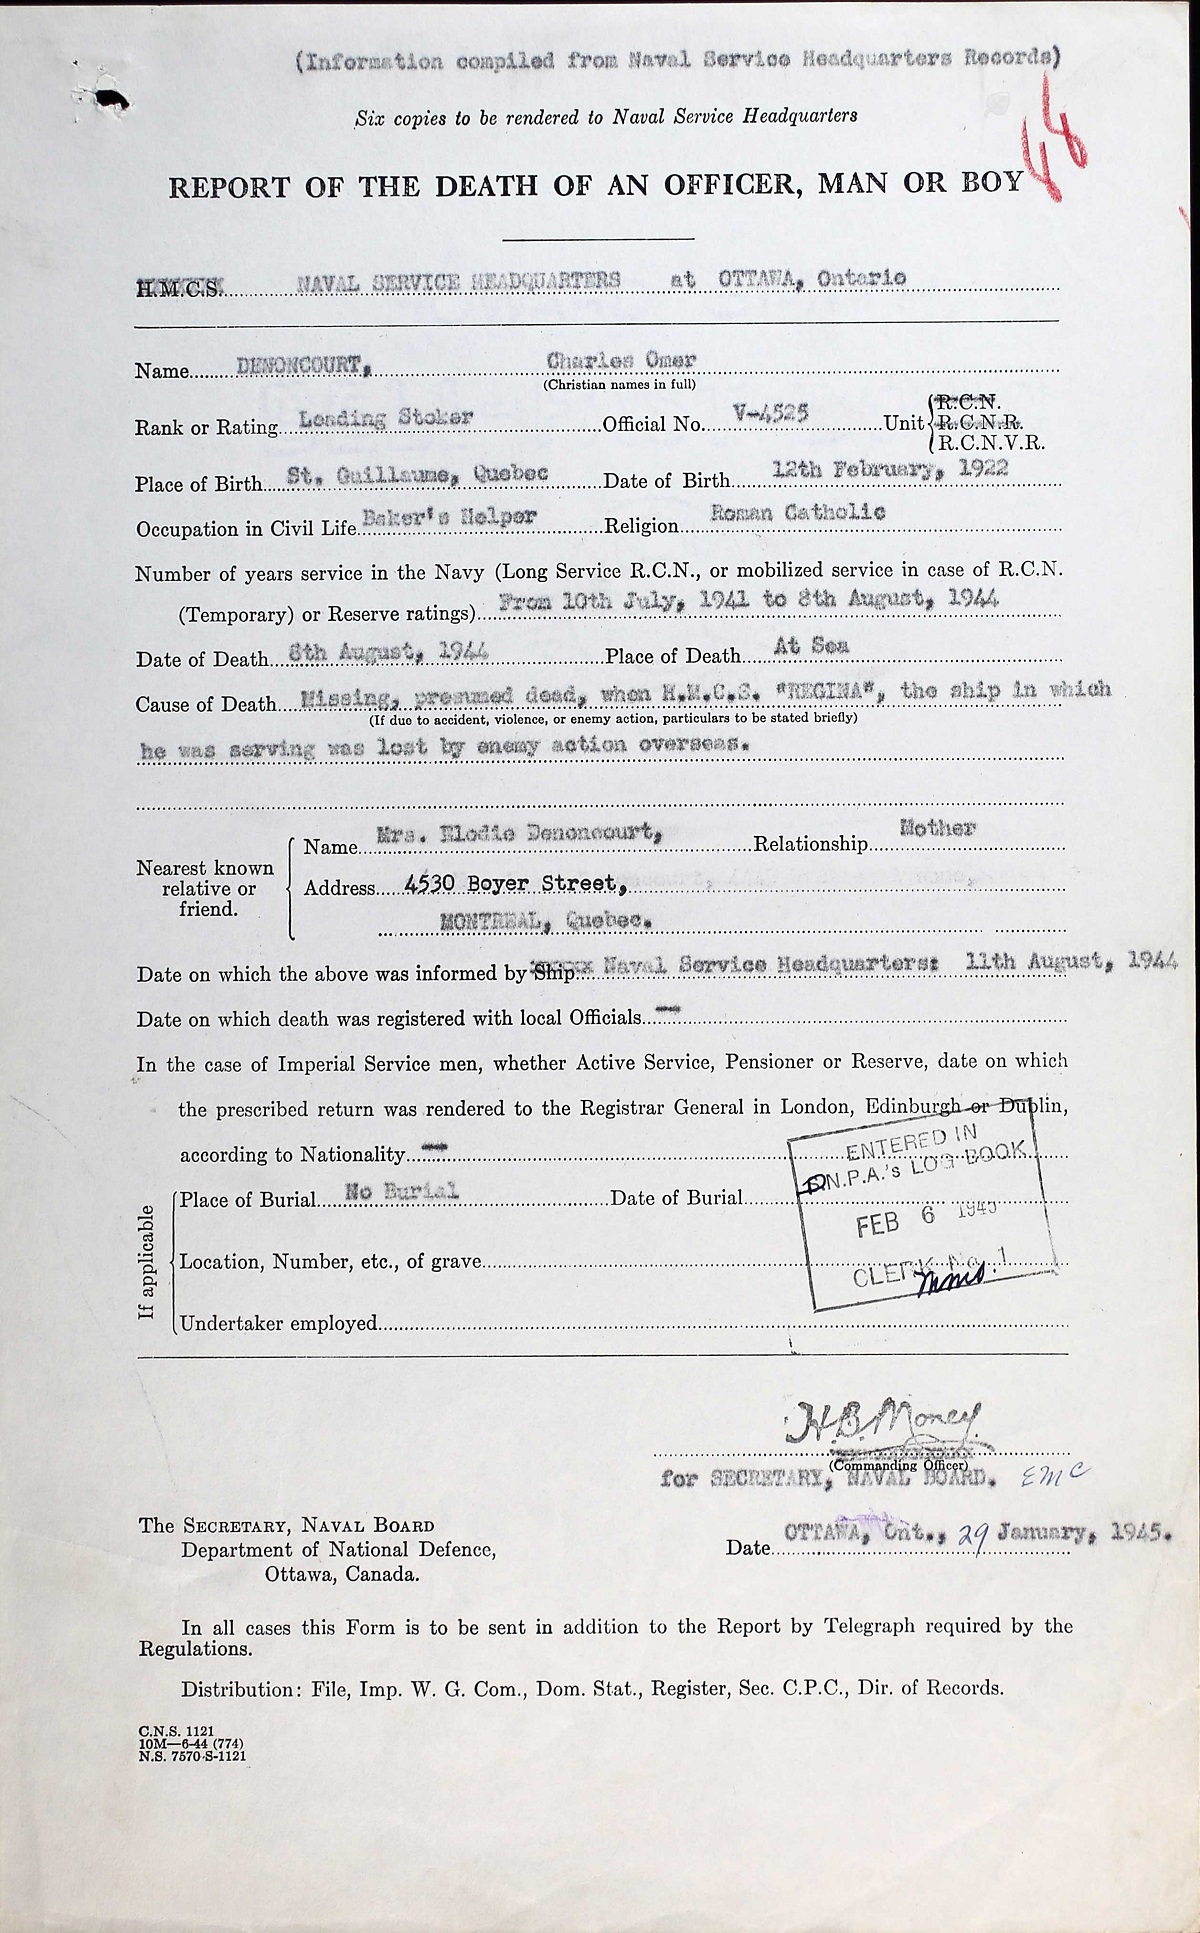 (Information compiled from Naval Service Headquarters Records)
Six copies to be rendered to Naval Service Headquarters
REPORT OF THE DEATH OF AN OFFICER, MAN OR BOY
H.M.C.S. NAVAL SERVICE HEADQUARTERS at OTTAWA, Ontario
Name DENONCOURT, Charles Omer
(Christian names in full)
Rank or Rating Leading Stoker Official No. V-4525 Unit R.C.N.
R.C.N.R.
R.C.N.V.R.
Place of Birth St. Guillaume, Quebec Date of Birth 12th February, 1922
Occupation in Civil Life Baker's Helper Religion Roman Catholic
Number of years service in the Navy (Long Service R.C.N., or mobilized service in case of R.C.N.
(Temporary) or Reserve ratings) From 10th July, 1941 to 8th August, 1944
Date of Death 8th August, 1944 Place of Death At Sea
Cause of Death Missing, presumed dead, when H.M.C.S. "REGINA", the ship in which
(If due to accident, violence, or enemy action, particulars to be stated briefly)
he was serving was lost by enemy action overseas.
Nearest known relative or friend.
Name Mrs. Elodie Denoncourt, Relationship Mother
Address 4530 Boyer Street,
MONTREAL, Quebec.
Date on which the above was informed by Ship Naval Service Headquarters: 11th August, 1944
Date on which death was registered with local Officials —
In the case of Imperial Service men, whether Active Service, Pensioner or Reserve, date on which
the prescribed return was rendered to the Registrar General in London, Edinburgh or Dublin,
according to Nationality —
ENTERED IN
D.N.P.A.'s LOG BOOK
FEB 6 1945
CLERK No. 1
If applicable
Place of Burial No Burial Date of Burial
Location, Number, etc., of grave
Undertaker employed
H.B. Money
(Commanding Officer)
for SECRETARY, NAVAL BOARD. EMC
The SECRETARY, NAVAL BOARD
Department of National Defence,
Ottawa, Canada.
Date OTTAWA, Ont., 29 January, 1945.
In all cases this Form is to be sent in addition to the Report by Telegraph required by the
Regulations.
Distribution: File, Imp. W. G. Com., Dom. Stat., Register, Sec. C.P.C., Dir. of Records.
C.N.S. 1121
10M—6-44 (774)
N.S. 7570-S-1121